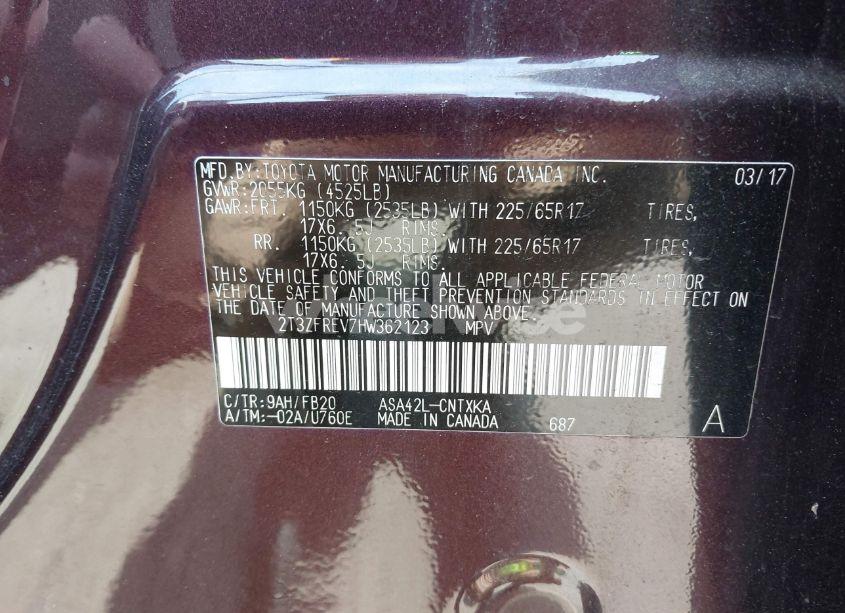 MFD.BY:TOYOTA MOTOR MANUFACTURING CANADA INC. 03/17
GVWR:2055KG (4525LB)
GAWR:FRT. 1150KG (2535LB) WITH 225/65R17 TIRES,
17X6.5J RIMS.
RR. 1150KG (2535LB) WITH 225/65R17 TIRES,
17X6.5J RIMS.
THIS VEHICLE CONFORMS TO ALL APPLICABLE FEDERAL MOTOR
VEHICLE SAFETY AND THEFT PREVENTION STANDARDS IN EFFECT ON
THE DATE OF MANUFACTURE SHOWN ABOVE.
2T3ZFREV7HW362123 MPV
C/TR:9AH/FB20 ASA42L-CNTXKA
A/TM:-02A/U760E MADE IN CANADA 687 A